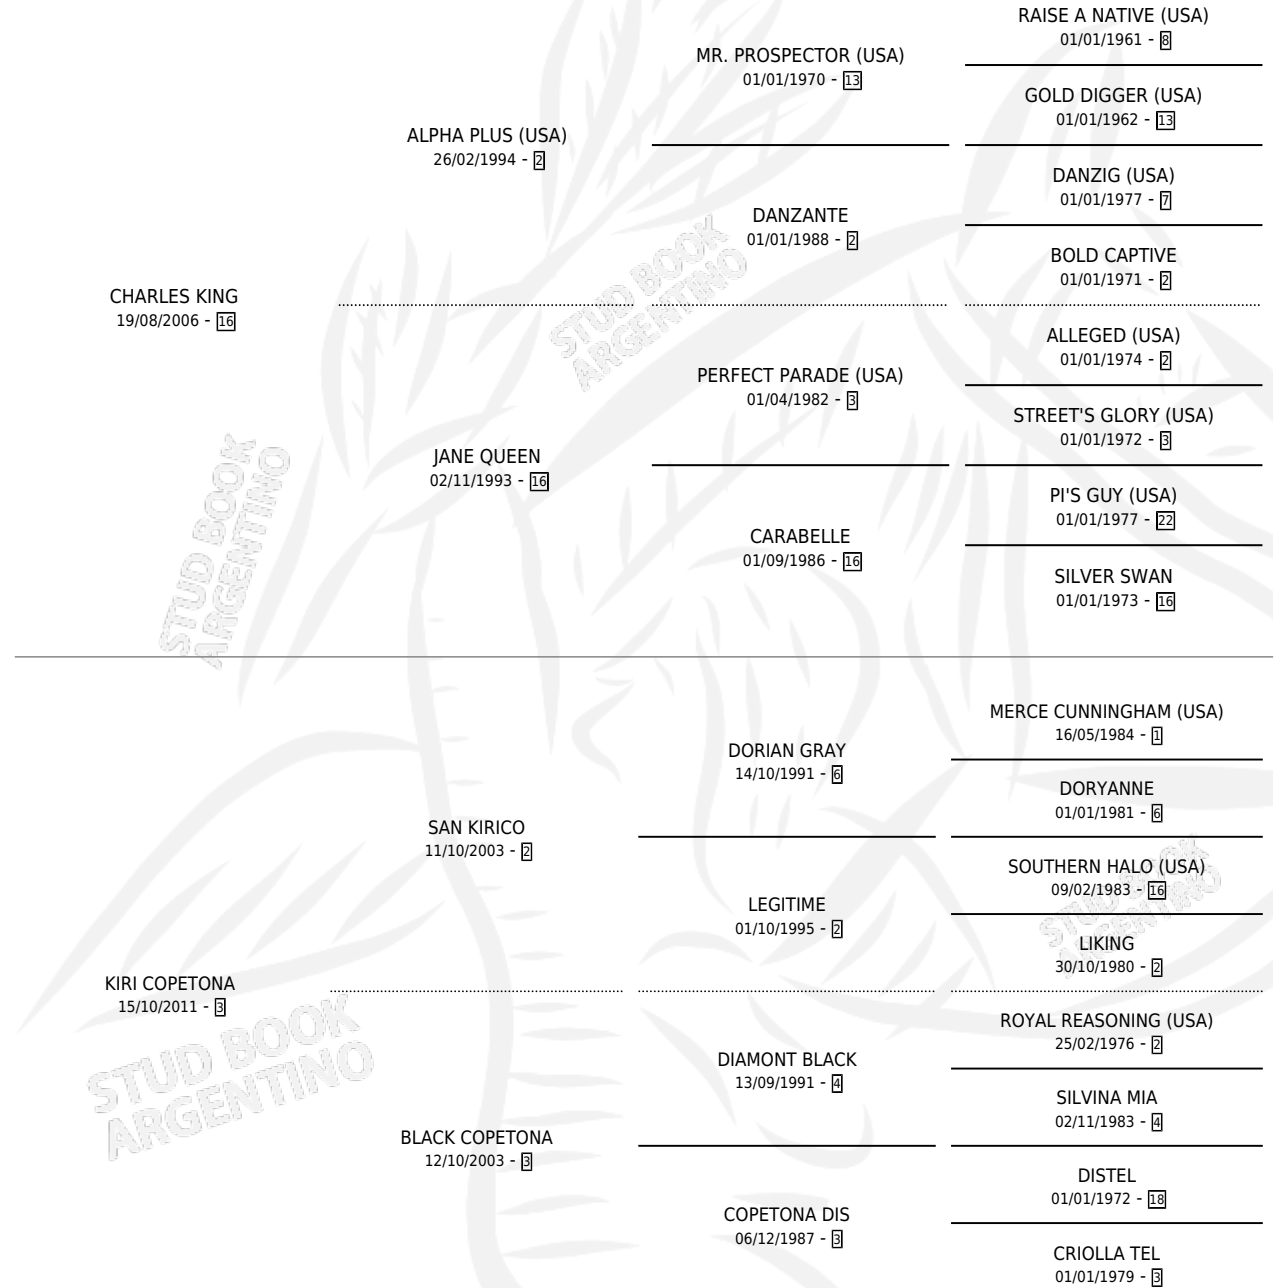 RAISE A NATIVE (USA)
01/01/1961 - 8
MR. PROSPECTOR (USA)
01/01/1970 - 13
GOLD DIGGER (USA)
01/01/1962 - 13
ALPHA PLUS (USA)
26/02/1994 - 2
DANZIG (USA)
01/01/1977 - 7
DANZANTE
01/01/1988 - 2
BOLD CAPTIVE
01/01/1971 - 2
CHARLES KING
19/08/2006 - 16
ALLEGED (USA)
01/01/1974 - 2
PERFECT PARADE (USA)
01/04/1982 - 3
STREET'S GLORY (USA)
01/01/1972 - 3
JANE QUEEN
02/11/1993 - 16
PI'S GUY (USA)
01/01/1977 - 22
CARABELLE
01/09/1986 - 16
SILVER SWAN
01/01/1973 - 16
STUD BOOK
ARGENTINO
STUD BOOK
ARGENTINO
MERCE CUNNINGHAM (USA)
16/05/1984 - 1
DORIAN GRAY
14/10/1991 - 6
DORYANNE
01/01/1981 - 6
SAN KIRICO
11/10/2003 - 2
SOUTHERN HALO (USA)
09/02/1983 - 16
LEGITIME
01/10/1995 - 2
LIKING
30/10/1980 - 2
KIRI COPETONA
15/10/2011 - 3
ROYAL REASONING (USA)
25/02/1976 - 2
DIAMONT BLACK
13/09/1991 - 4
SILVINA MIA
02/11/1983 - 4
BLACK COPETONA
12/10/2003 - 3
DISTEL
01/01/1972 - 18
COPETONA DIS
06/12/1987 - 3
CRIOLLA TEL
01/01/1979 - 3
STUD BOOK
ARGENTINO
STUD BOOK
ARGENTINO